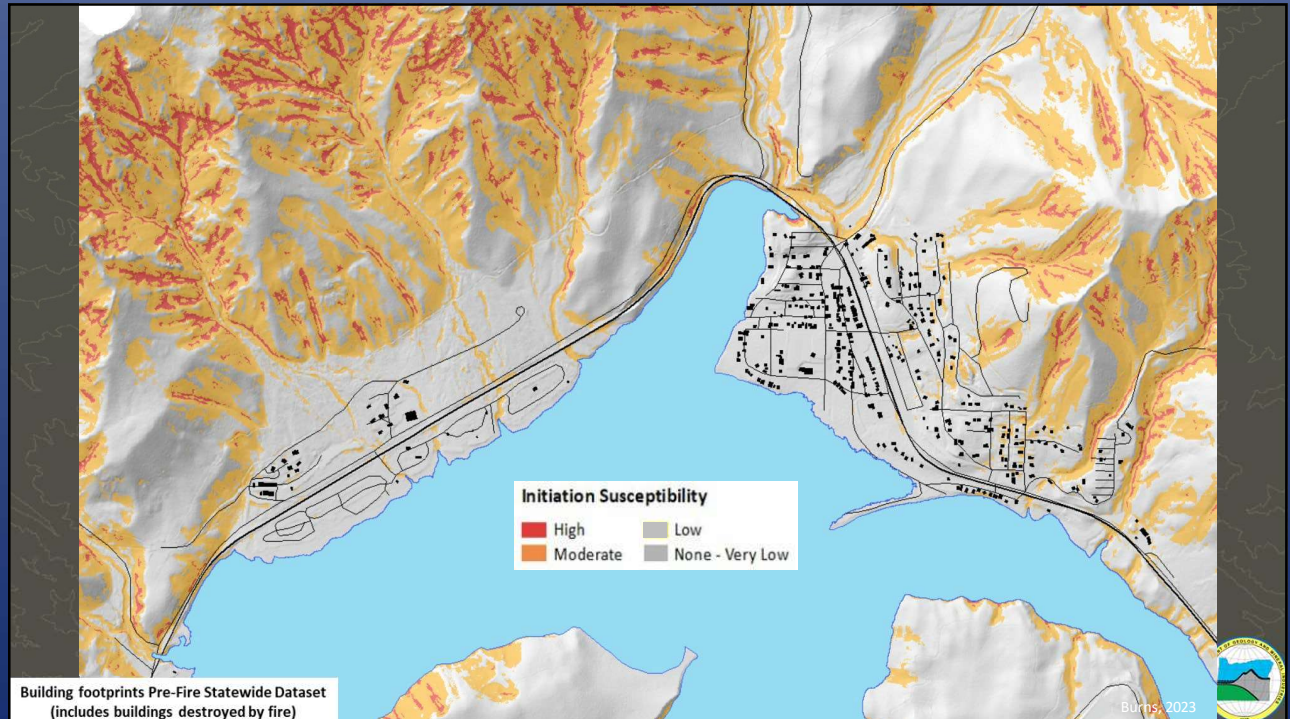 Initiation Susceptibility
High
Low
Moderate
None - Very Low
Building footprints Pre-Fire Statewide Dataset
(includes buildings destroyed by fire)
Burns, 2023